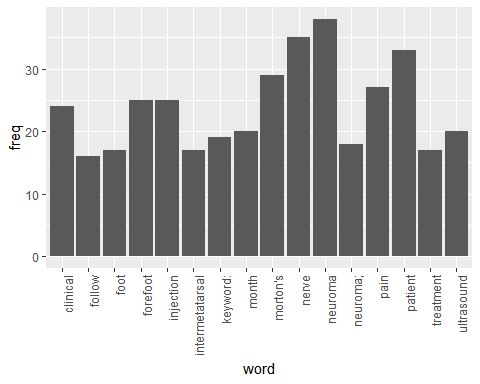 freq
30
20
10
0
clinical
follow
foot
forefoot
injection
intermetatarsal
keyword:
month
morton's
nerve
neuroma
neuroma;
pain
patient
treatment
ultrasound
word